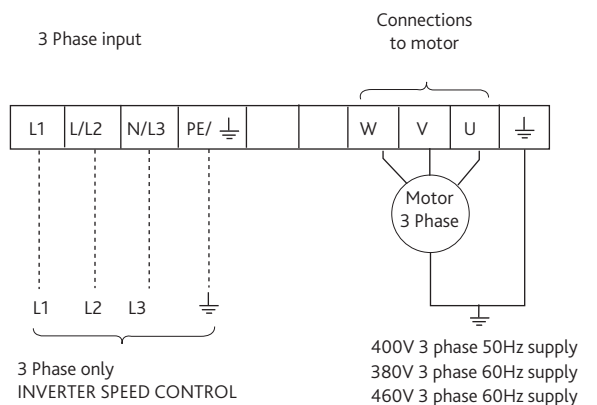 3 Phase input
Connections
to motor
L1 L/L2 N/L3 PE/ W V U
Motor
3 Phase
L1 L2 L3
3 Phase only
INVERTER SPEED CONTROL
400V 3 phase 50Hz supply
380V 3 phase 60Hz supply
460V 3 phase 60Hz supply